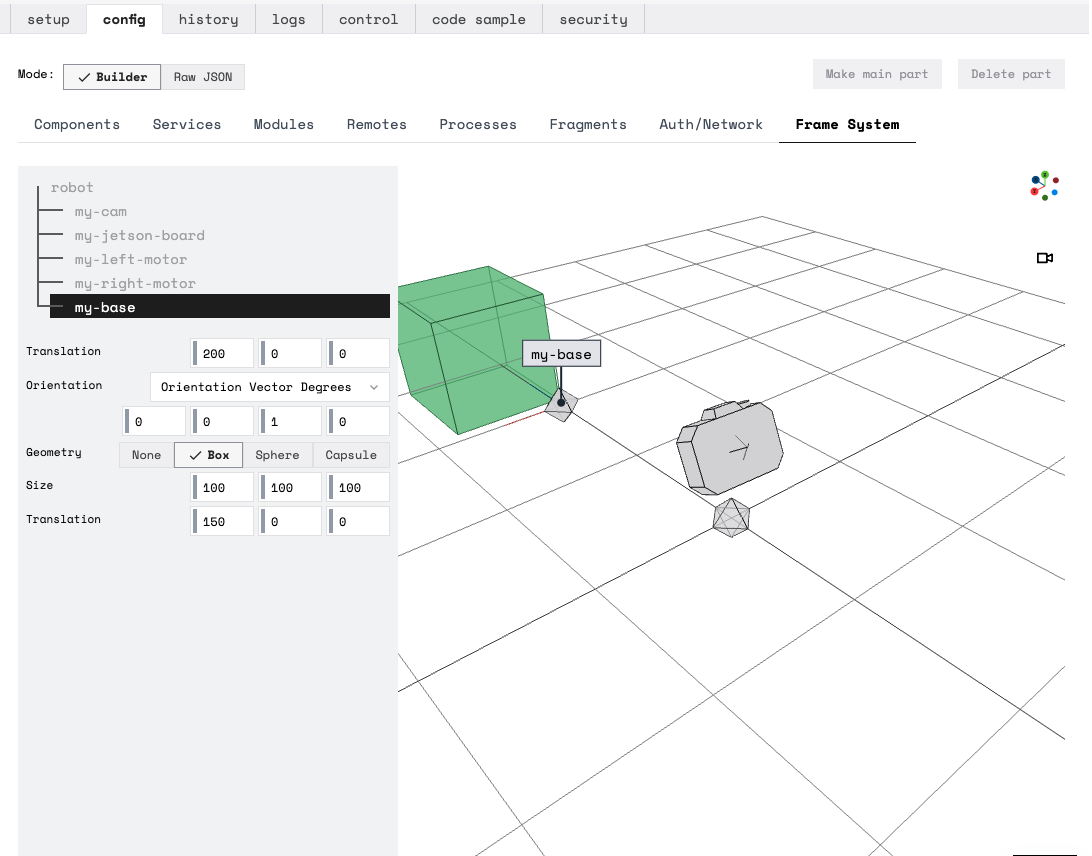 setup config history logs control code sample security
Mode: Builder Raw JSON Make main part Delete part
Components Services Modules Remotes Processes Fragments Auth/Network Frame System
robot
my-cam
my-jetson-board
my-left-motor
my-right-motor
my-base
Translation 200 0 0
Orientation Orientation Vector Degrees
0 0 1 0
Geometry None Box Sphere Capsule
Size 100 100 100
Translation 150 0 0
my-base